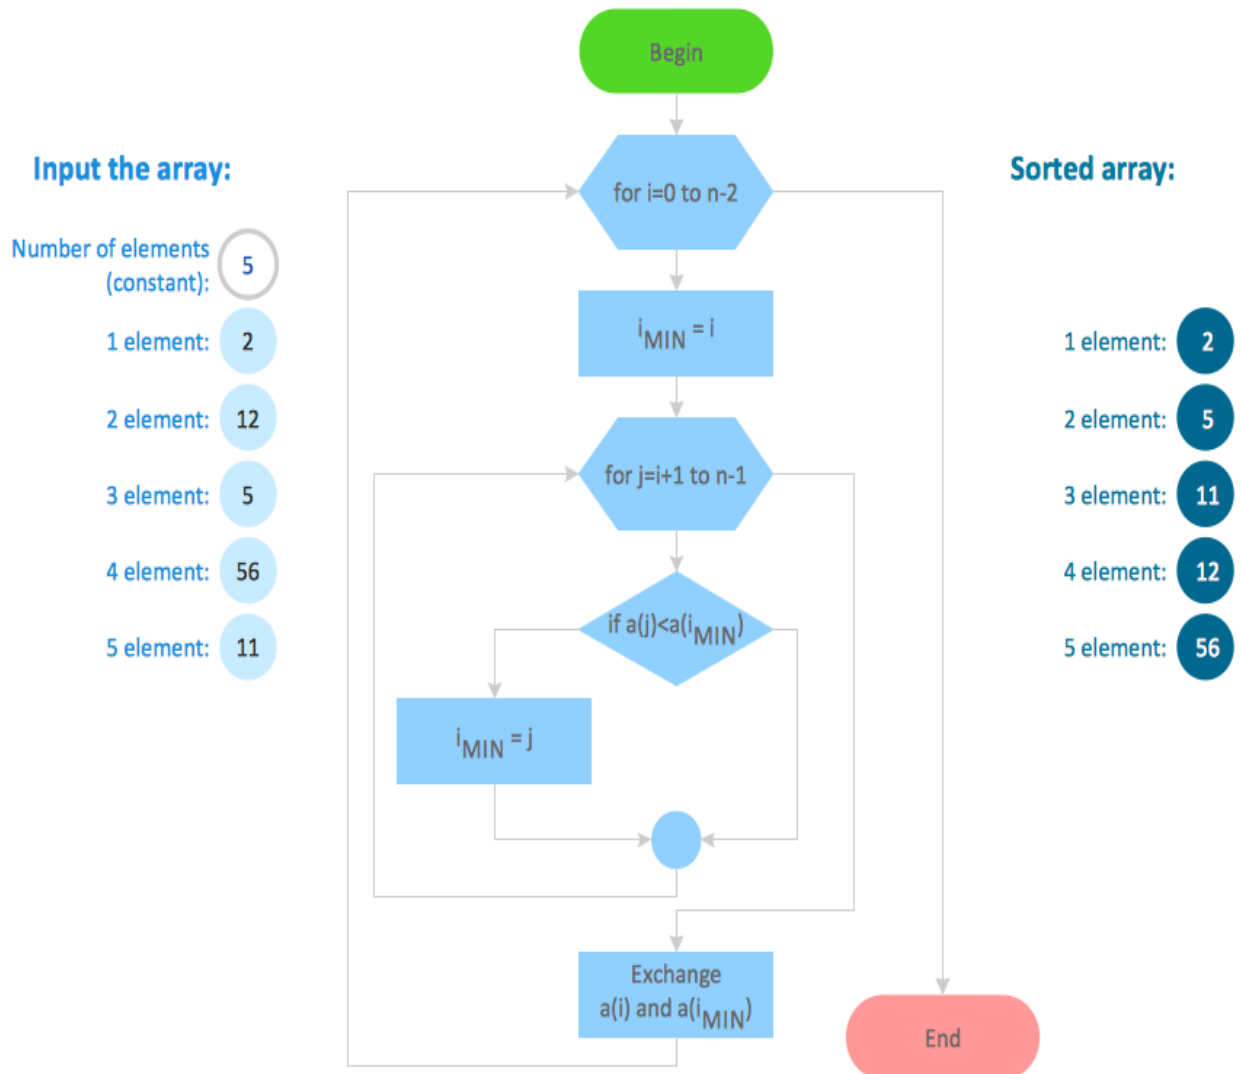 Begin
Input the array:
Number of elements
(constant):
5
1 element: 2
2 element: 12
3 element: 5
4 element: 56
5 element: 11
for i=0 to n-2
iMIN = i
for j=i+1 to n-1
if a(j)<a(iMIN)
iMIN = j
Exchange
a(i) and a(iMIN)
End
Sorted array:
1 element: 2
2 element: 5
3 element: 11
4 element: 12
5 element: 56